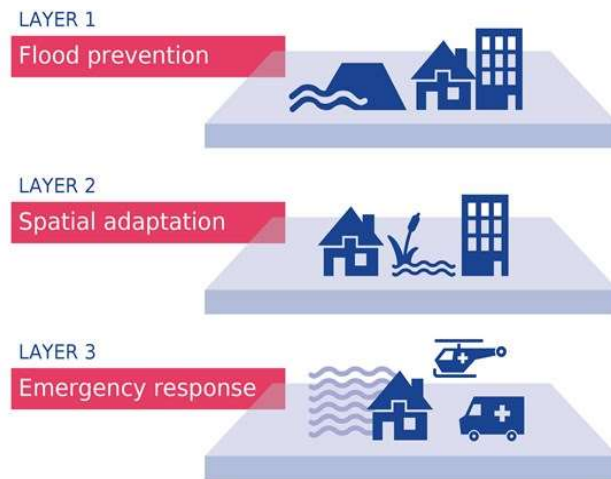 LAYER 1
Flood prevention
LAYER 2
Spatial adaptation
LAYER 3
Emergency response